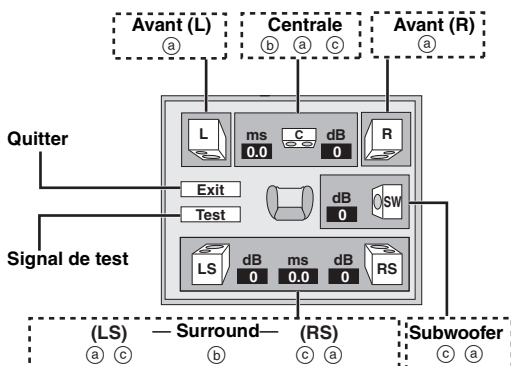 Avant (L) Centrale Avant (R)
ⓐ ⓑ ⓐ ⓒ ⓐ
L ms C dB R
0.0 0
Quitter
Exit
dB SW
0
Test
Signal de test
LS dB ms dB RS
0 0.0 0
(LS) — Surround — (RS) Subwoofer
ⓐ ⓒ ⓑ ⓒ ⓐ ⓒ ⓐ